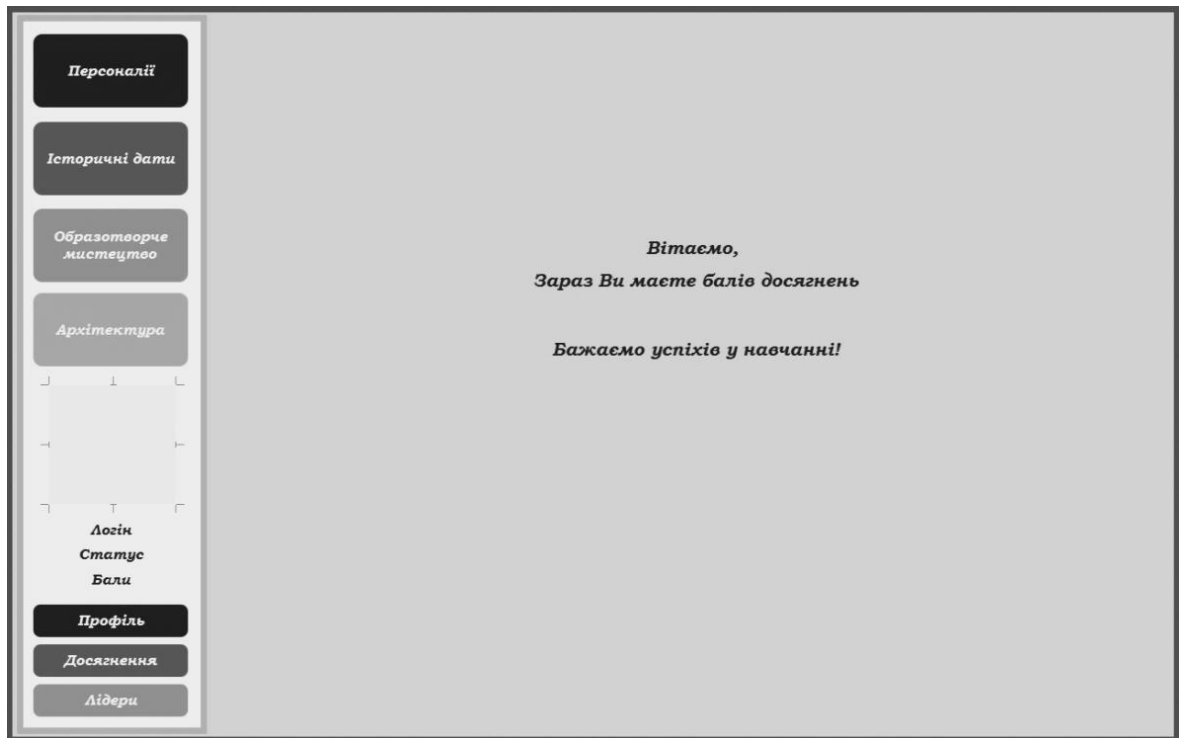 Персоналії
Історичні дати
Образотворче
мистецтво
Архітектура
Логін
Статус
Бали
Профіль
Досягнення
Лідери
Вітаємо,
Зараз Ви маєте балів досягнень
Бажаємо успіхів у навчанні!